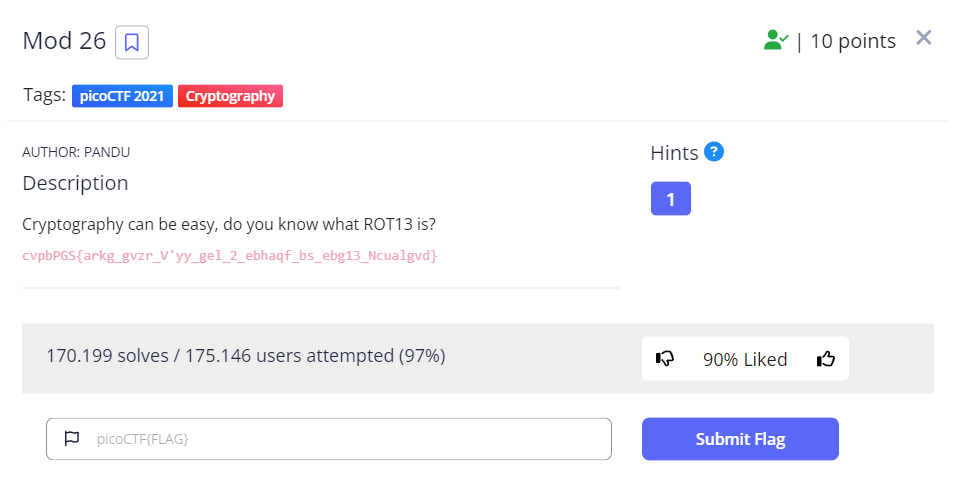 Mod 26
| 10 points
Tags: picoCTF 2021 Cryptography
AUTHOR: PANDU
Hints ?
Description
1
Cryptography can be easy, do you know what ROT13 is?
cvpbPGS{arkg_gvzr_V'yy_gel_2_ebhaqf_bs_ebg13_Ncualgvd}
170.199 solves / 175.146 users attempted (97%)
90% Liked
picoCTF{FLAG}
Submit Flag